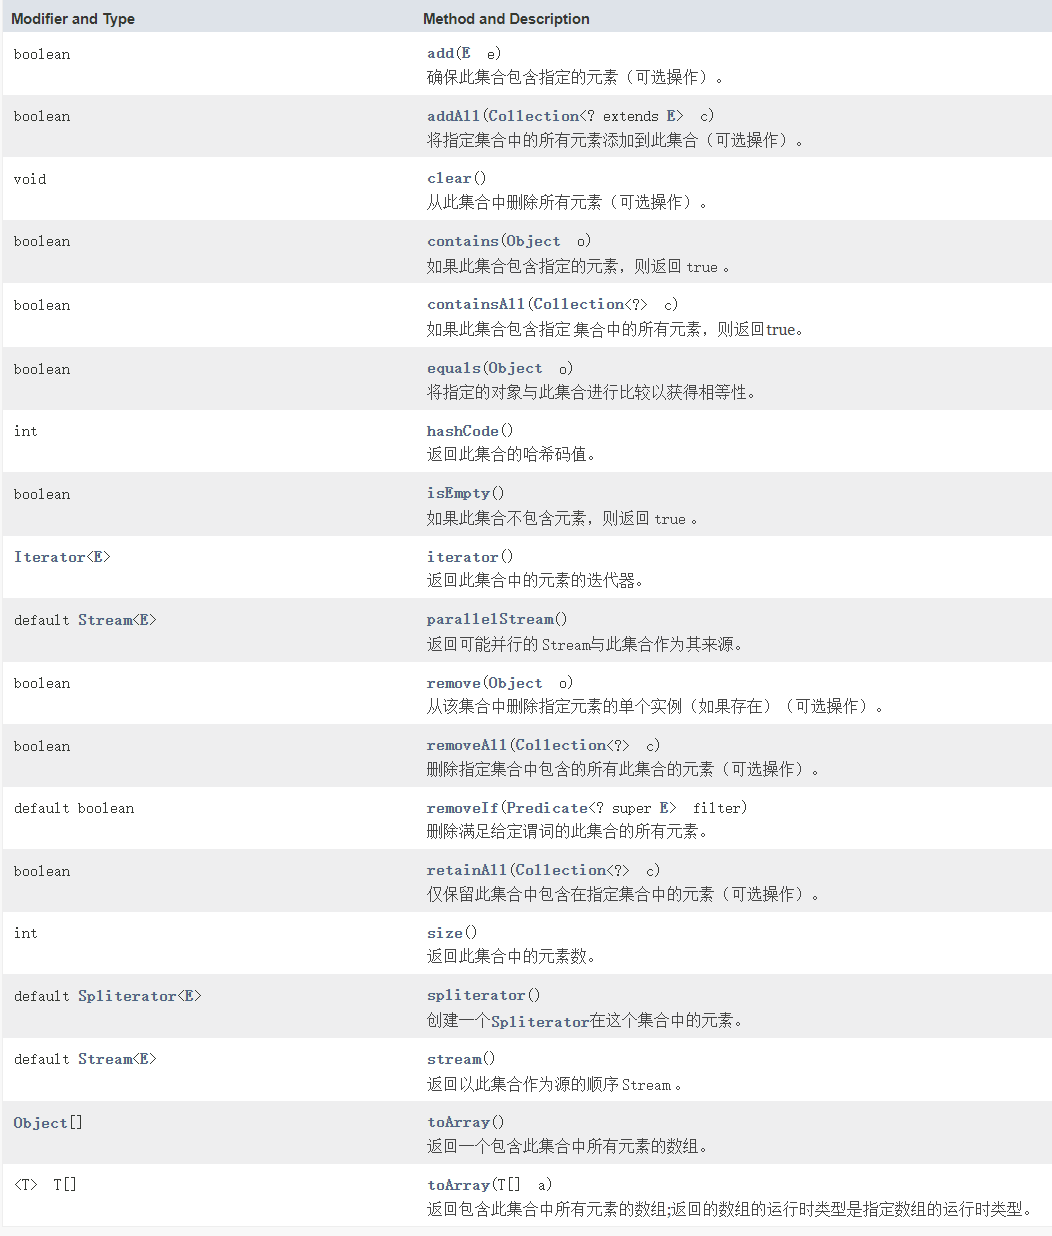 Modifier and Type Method and Description
boolean add(E e)
确保此集合包含指定的元素（可选操作）。
boolean addAll(Collection<? extends E> c)
将指定集合中的所有元素添加到此集合（可选操作）。
void clear()
从此集合中删除所有元素（可选操作）。
boolean contains(Object o)
如果此集合包含指定的元素，则返回 true 。
boolean containsAll(Collection<?> c)
如果此集合包含指定 集合中的所有元素，则返回true。
boolean equals(Object o)
将指定的对象与此集合进行比较以获得相等性。
int hashCode()
返回此集合的哈希码值。
boolean isEmpty()
如果此集合不包含元素，则返回 true 。
Iterator<E> iterator()
返回此集合中的元素的迭代器。
default Stream<E> parallelStream()
返回可能并行的 Stream与此集合作为其来源。
boolean remove(Object o)
从该集合中删除指定元素的单个实例（如果存在）（可选操作）。
boolean removeAll(Collection<?> c)
删除指定集合中包含的所有此集合的元素（可选操作）。
default boolean removeIf(Predicate<? super E> filter)
删除满足给定谓词的此集合的所有元素。
boolean retainAll(Collection<?> c)
仅保留此集合中包含在指定集合中的元素（可选操作）。
int size()
返回此集合中的元素数。
default Spliterator<E> spliterator()
创建一个Spliterator在这个集合中的元素。
default Stream<E> stream()
返回以此集合作为源的顺序 Stream 。
Object[] toArray()
返回一个包含此集合中所有元素的数组。
<T> T[] toArray(T[] a)
返回包含此集合中所有元素的数组;返回的数组的运行时类型是指定数组的运行时类型。